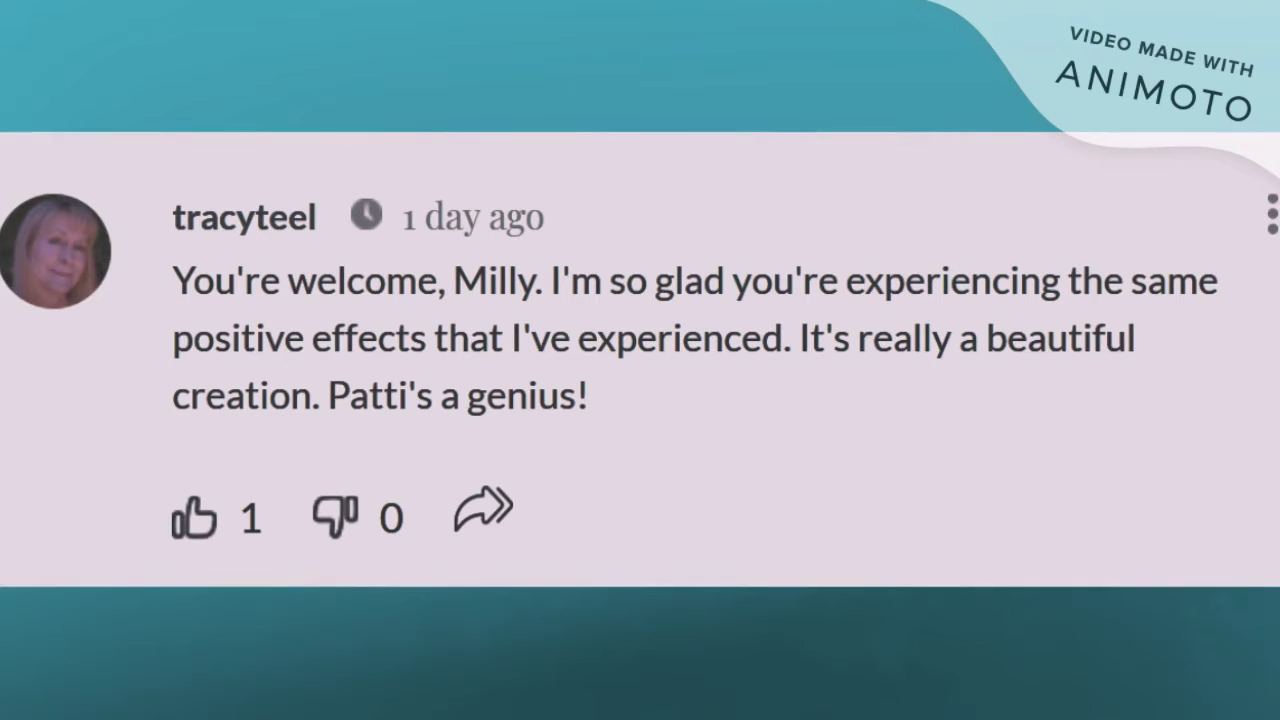 VIDEO MADE WITH
ANIMOTO
tracyteel 1 day ago
You're welcome, Milly. I'm so glad you're experiencing the same
positive effects that I've experienced. It's really a beautiful
creation. Patti's a genius!
1 0